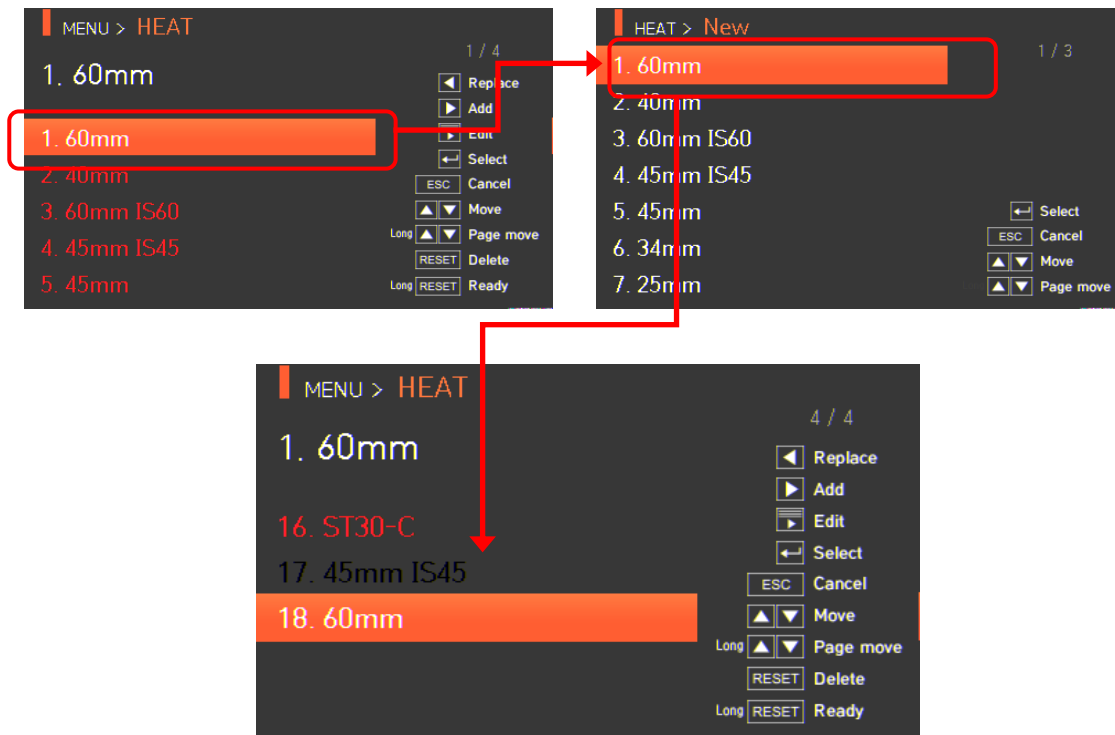 MENU > HEAT
1 / 4
1. 60mm
Replace
Add
1. 60mm
Edit
Select
2. 40mm
ESC Cancel
3. 60mm IS60
Move
Long Page move
4. 45mm IS45
RESET Delete
5. 45mm
Long RESET Ready
HEAT > New
1 / 3
1. 60mm
2. 40mm
3. 60mm IS60
4. 45mm IS45
5. 45mm
Select
ESC Cancel
6. 34mm
Move
7. 25mm
Page move
MENU > HEAT
4 / 4
1. 60mm
Replace
Add
16. ST30-C
Edit
Select
17. 45mm IS45
ESC Cancel
18. 60mm
Move
Long Page move
RESET Delete
Long RESET Ready